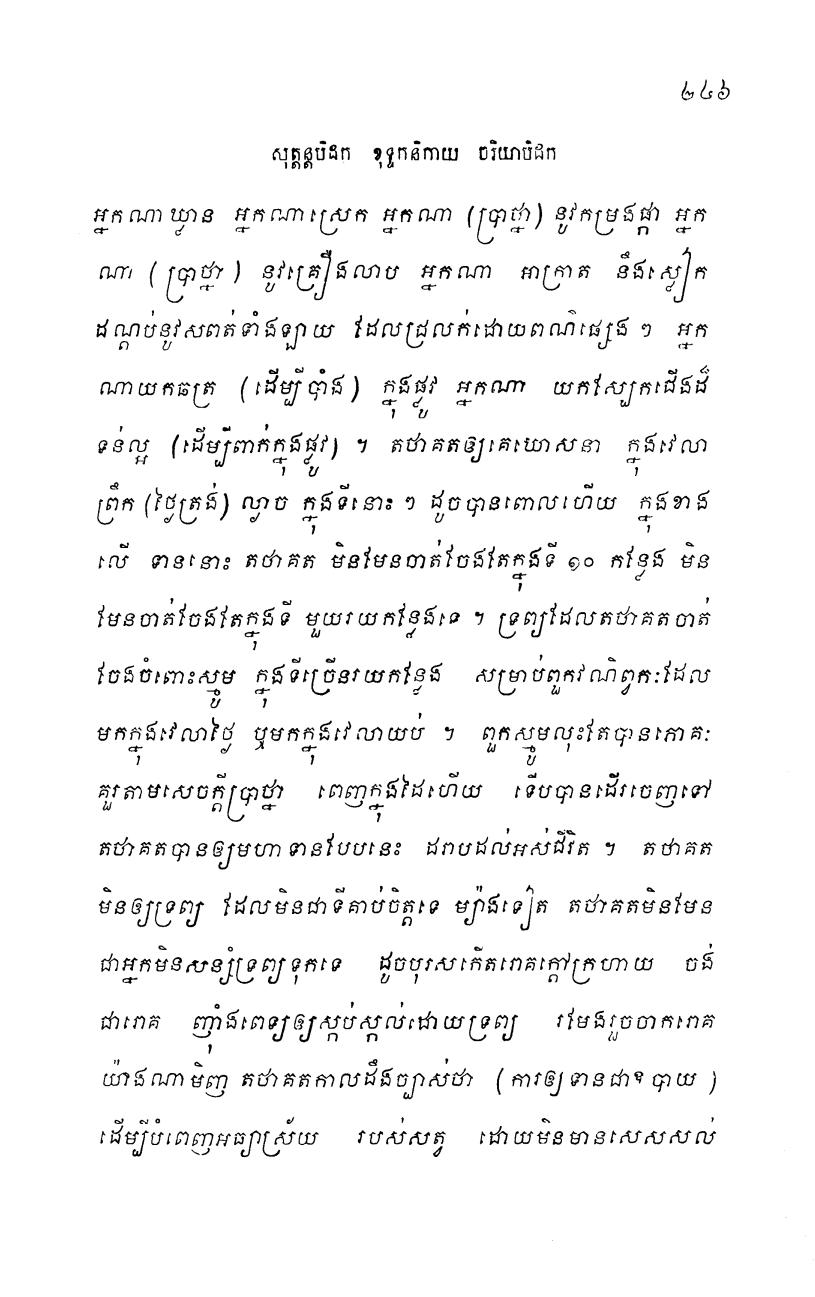 ២៤៦
សុត្តន្តបិដក ខុទ្ទកនិកាយ ចរិយាបិដក
អ្នកណាឃ្លាន អ្នកណាស្រេក អ្នកណា (ប្រាថ្នា) នូវកម្រងផ្កា អ្នក
ណា (ប្រាថ្នា) នូវគ្រឿងលាប អ្នកណា អាក្រាត នឹងស្លៀក
ដណ្តប់នូវសពត់ទាំងឡាយ ដែលជ្រលក់ដោយពណ៌ផ្សេង ៗ អ្នក
ណាយកឆត្រ (ដើម្បីបាំង) ក្នុងផ្លូវ អ្នកណា យកស្បែកជើងដ៏
ទន់ល្អ (ដើម្បីពាក់ក្នុងផ្លូវ) ។ តថាគតឲ្យគេឃោសនា ក្នុងវេលា
ព្រឹក (ថ្ងៃត្រង់) ល្ងាច ក្នុងទីនោះ ៗ ដូចបានពោលហើយ ក្នុងខាង
លើ ទាននោះ តថាគត មិនមែនចាត់ចែងតែក្នុងទី ១០ កន្លែង មិន
មែនចាត់ចែងតែក្នុងទី មួយរយកន្លែងទេ ។ ទ្រព្យដែលតថាគតចាត់
ចែងចំពោះស្មូម ក្នុងទីច្រើនរយកន្លែង សម្រាប់ពួកវណិព្វកៈដែល
មកក្នុងវេលាថ្ងៃ ឬមកក្នុងវេលាយប់ ។ ពួកស្មូមលុះតែបានភោគៈ
គួរតាមសេចក្តីប្រាថ្នា ពេញក្នុងដៃហើយ ទើបបានដើរចេញទៅ
តថាគតបានឲ្យមហាទានបែបនេះ ដរាបដល់អស់ជីវិត ។ តថាគត
មិនឲ្យទ្រព្យ ដែលមិនជាទីគាប់ចិត្តទេ ម្យ៉ាងទៀត តថាគតមិនមែន
ជាអ្នកមិនសន្សំទ្រព្យទុកទេ ដូចបុរសកើតរោគក្តៅក្រហាយ ចង់
ជារោគ ញ៉ាំងពេទ្យឲ្យស្កប់ស្កល់ដោយទ្រព្យ រមែងរួចចាករោគ
យ៉ាងណាមិញ តថាគតកាលដឹងច្បាស់ថា (ការឲ្យទានជាឧបាយ)
ដើម្បីបំពេញអធ្យាស្រ័យ របស់សត្វ ដោយមិនមានសេសសល់